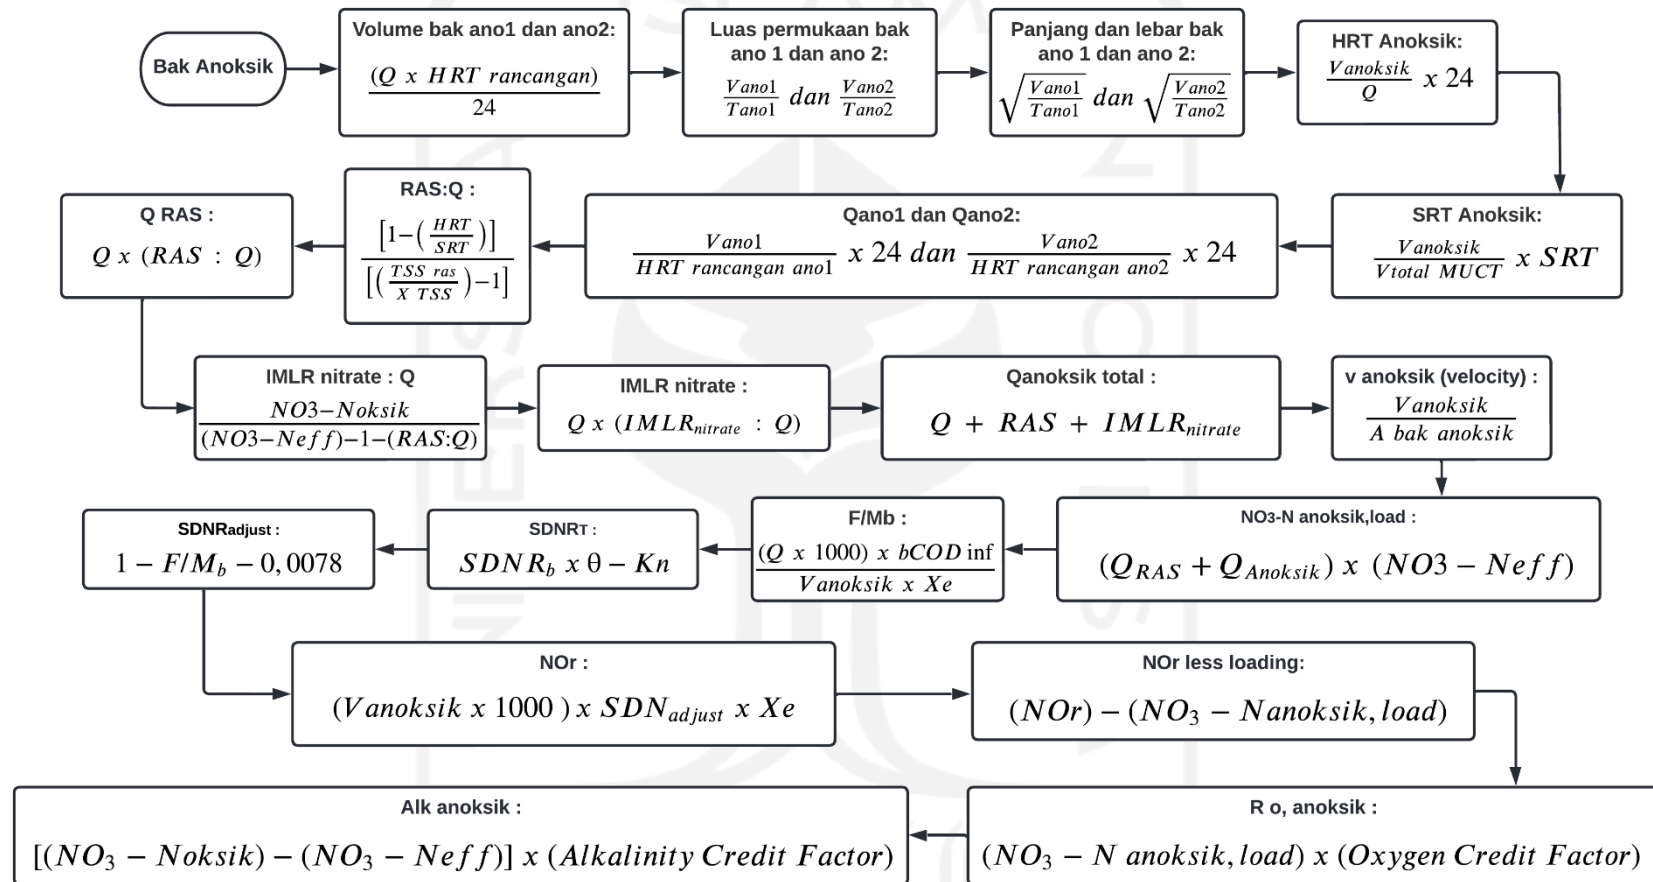 Bak Anoksik
Volume bak ano1 dan ano2:
(Q x HRT rancangan)
24
Luas permukaan bak
ano 1 dan ano 2:
Vano1/Tano1 dan Vano2/Tano2
Panjang dan lebar bak
ano 1 dan ano 2:
√(Vano1/Tano1) dan √(Vano2/Tano2)
HRT Anoksik:
Vanoksik/Q x 24
SRT Anoksik:
Vanoksik/Vtotal MUCT x SRT
Qano1 dan Qano2:
Vano1/HRT rancangan ano1 x 24 dan Vano2/HRT rancangan ano2 x 24
RAS:Q :
[1−(HRT/SRT)]
[(TSS ras/X TSS)−1]
Q RAS :
Q x (RAS : Q)
IMLR nitrate : Q
NO3−Noksik
(NO3−Neff)−1−(RAS:Q)
IMLR nitrate :
Q x (IMLRnitrate : Q)
Qanoksik total :
Q + RAS + IMLRnitrate
v anoksik (velocity) :
Vanoksik
A bak anoksik
NO3-N anoksik,load :
(QRAS + QAnoksik) x (NO3 − Neff)
F/Mb :
(Q x 1000) x bCOD inf
Vanoksik x Xe
SDNRT :
SDNRb x θ − Kn
SDNRadjust :
1 − F/Mb − 0,0078
NOr :
(Vanoksik x 1000 ) x SDNadjust x Xe
NOr less loading:
(NOr) − (NO3 − Nanoksik, load)
R o, anoksik :
(NO3 − N anoksik, load) x (Oxygen Credit Factor)
Alk anoksik :
[(NO3 − Noksik) − (NO3 − Neff)] x (Alkalinity Credit Factor)